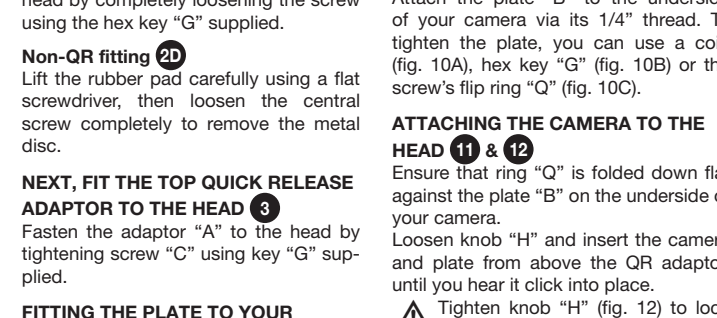 head by completely loosening the screw
using the hex key “G” supplied.
Non-QR fitting 2D
Lift the rubber pad carefully using a flat
screwdriver, then loosen the central
screw completely to remove the metal
disc.
NEXT, FIT THE TOP QUICK RELEASE
ADAPTOR TO THE HEAD 3
Fasten the adaptor “A” to the head by
tightening screw “C” using key “G” sup-
plied.
FITTING THE PLATE TO YOUR
Attach the plate “B” to the
of your camera via its 1/4” thread.
tighten the plate, you can use a
(fig. 10A), hex key “G” (fig. 10B) or
screw’s flip ring “Q” (fig. 10C).
ATTACHING THE CAMERA TO THE
HEAD 11 & 12
Ensure that ring “Q” is folded down
against the plate “B” on the underside
your camera.
Loosen knob “H” and insert the
and plate from above the QR
until you hear it click into place.
Tighten knob “H” (fig. 12) to